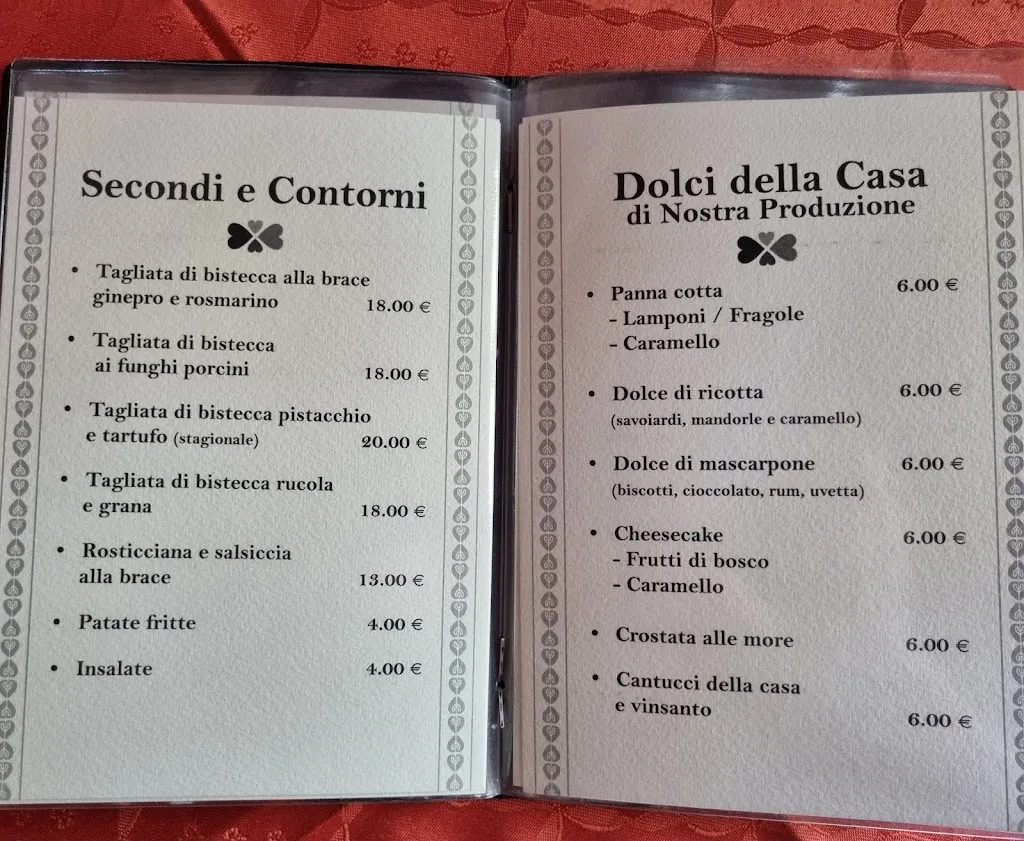 Secondi e Contorni
• Tagliata di bistecca alla brace
ginepro e rosmarino 18.00 €
• Tagliata di bistecca
ai funghi porcini 18.00 €
• Tagliata di bistecca pistacchio
e tartufo (stagionale) 20.00 €
• Tagliata di bistecca rucola
e grana 18.00 €
• Rosticciana e salsiccia
alla brace 13.00 €
• Patate fritte 4.00 €
• Insalate 4.00 €
Dolci della Casa
di Nostra Produzione
• Panna cotta 6.00 €
- Lamponi / Fragole
- Caramello
• Dolce di ricotta 6.00 €
(savoiardi, mandorle e caramello)
• Dolce di mascarpone 6.00 €
(biscotti, cioccolato, rum, uvetta)
• Cheesecake 6.00 €
- Frutti di bosco
- Caramello
• Crostata alle more 6.00 €
• Cantucci della casa
e vinsanto 6.00 €